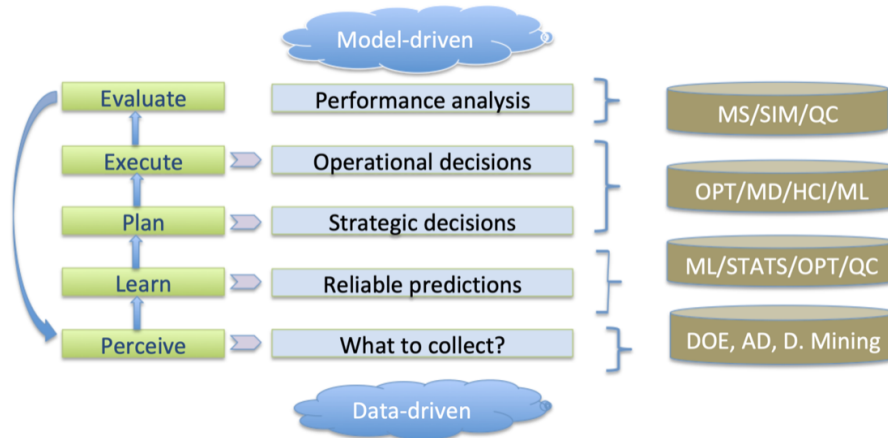 Model-driven
Evaluate
Performance analysis
MS/SIM/QC
Execute
Operational decisions
OPT/MD/HCI/ML
Plan
Strategic decisions
ML/STATS/OPT/QC
Learn
Reliable predictions
Perceive
What to collect?
DOE, AD, D. Mining
Data-driven